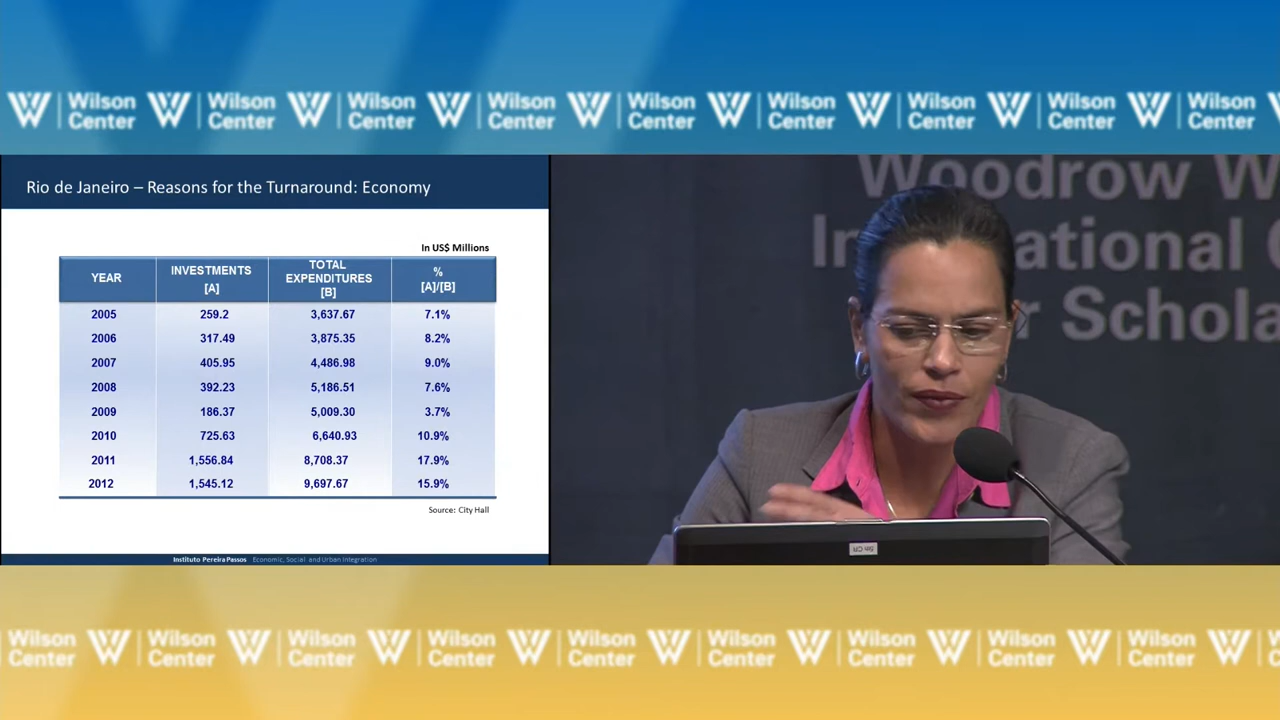 Wilson Center Wilson Center Wilson Center Wilson Center Wilson Center Wilson Center Wilson Center Wilson Center Wilson Center
Rio de Janeiro – Reasons for the Turnaround: Economy
In US$ Millions
YEAR INVESTMENTS [A] TOTAL EXPENDITURES [B] % [A]/[B]
2005 259.2 3,637.67 7.1%
2006 317.49 3,875.35 8.2%
2007 405.95 4,486.98 9.0%
2008 392.23 5,186.51 7.6%
2009 186.37 5,009.30 3.7%
2010 725.63 6,640.93 10.9%
2011 1,556.84 8,708.37 17.9%
2012 1,545.12 9,697.67 15.9%
Source: City Hall
Instituto Pereira Passos Economic, Social and Urban Integration
Woodrow W
In ational
r Schola
Wilson Center Wilson Center Wilson Center Wilson Center Wilson Center Wilson Center Wilson Center Wilson Center Wilson Center